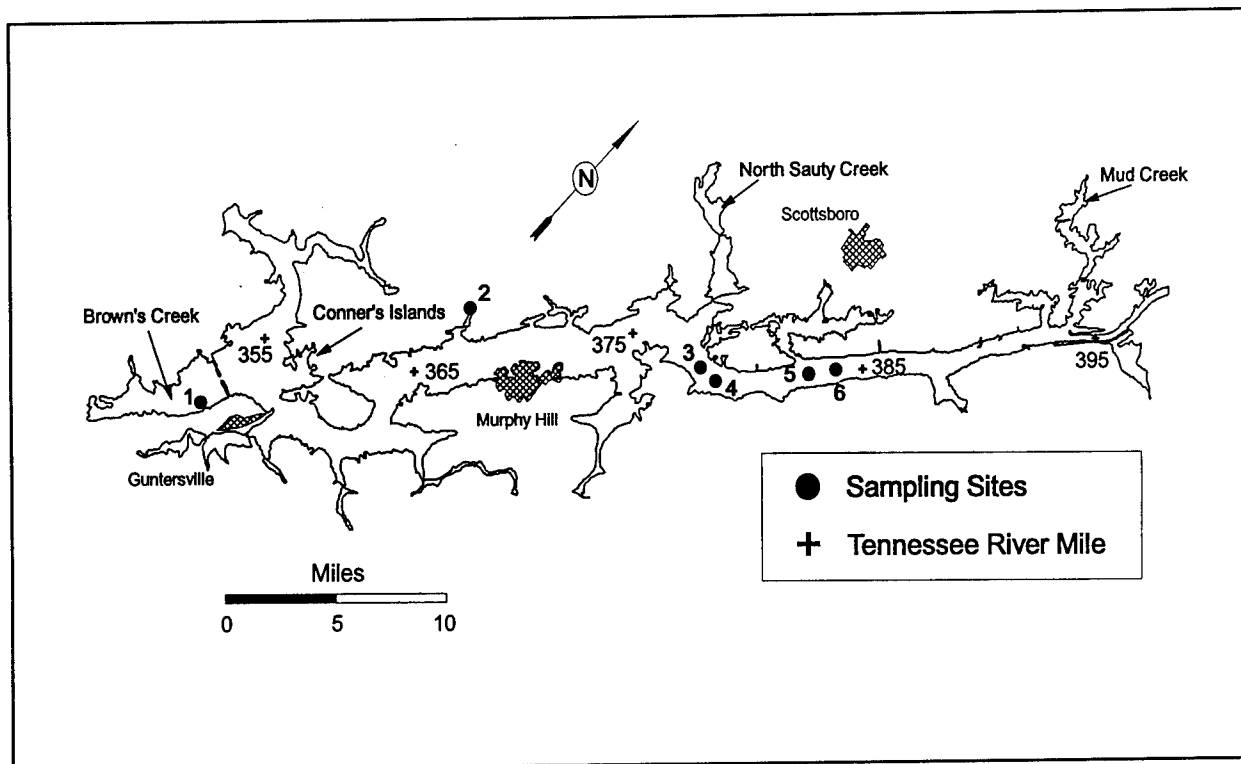 N
North Sauty Creek
Mud Creek
Scottsboro
2
Conner's Islands
Brown's Creek
355
375
365
3
385
395
4
5
6
1
Murphy Hill
Guntersville
Sampling Sites
Tennessee River Mile
Miles
0 5 10